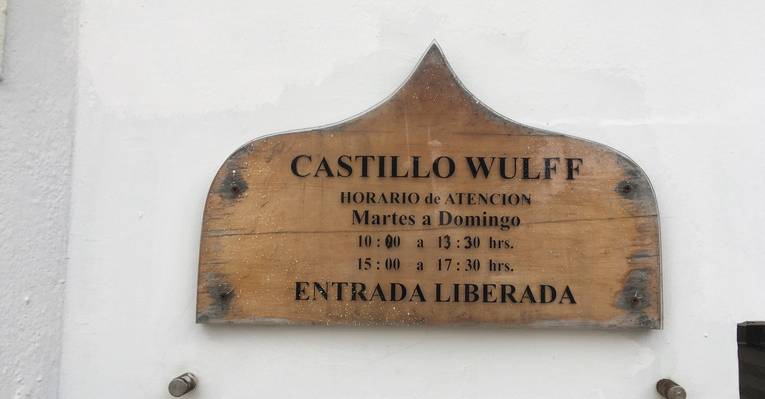 CASTILLO WULFF
HORARIO de ATENCION
Martes a Domingo
10 : 00 a 13 : 30 hrs.
15 : 00 a 17 : 30 hrs.
ENTRADA LIBERADA